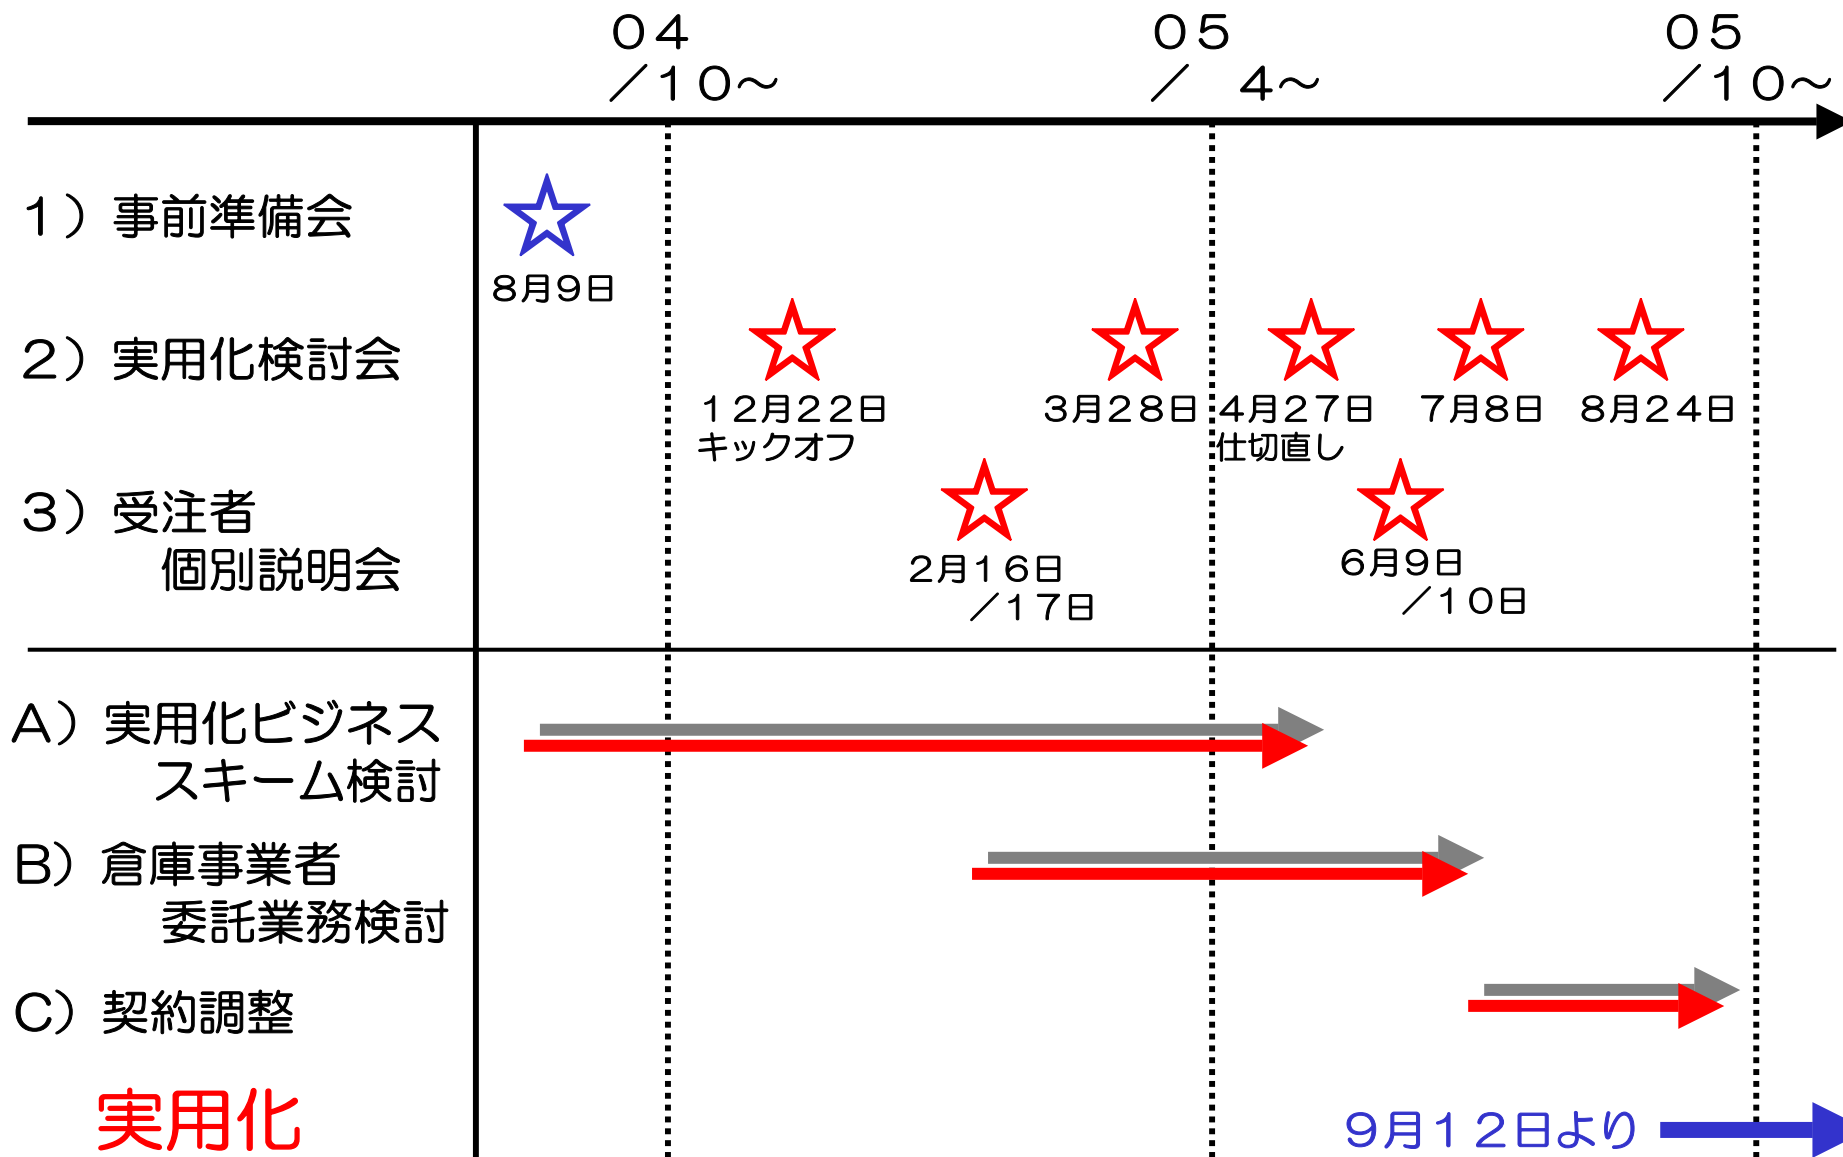 ０４
／１０～
０５
／　４～
０５
／１０～
１）事前準備会
8月9日
２）実用化検討会
１２月２２日
キックオフ
3月２８日
4月２７日
仕切直し
７月８日
８月２４日
３）受注者
個別説明会
2月１６日
／１７日
６月９日
／１０日
Ａ）実用化ビジネス
スキーム検討
Ｂ）倉庫事業者
委託業務検討
Ｃ）契約調整
実用化
９月１２日より